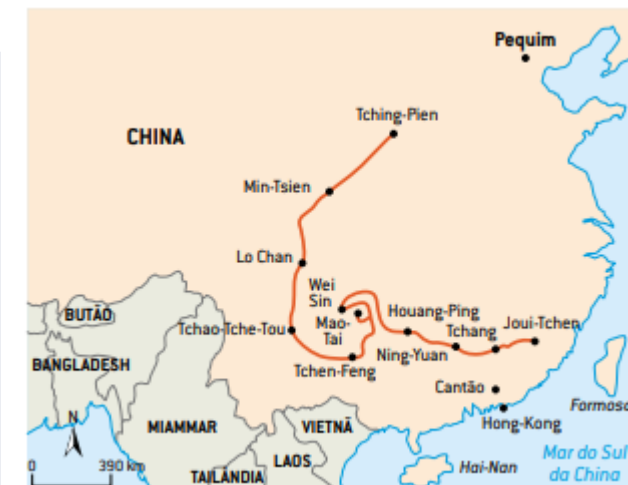 Pequim
Tching-Pien
CHINA
Min-Tsien
Lo Chan
Wei
Sin
Houang-Ping
BUTÃO
Tchao-Tche-Tou
Mao-
Tai
Tchang
Joui-Tchen
Ning-Yuan
BANGLADESH
Tchen-Feng
Cantão
Formosa
N
MIAMMAR
VIETNÃ
Hong-Kong
LAOS
Mar do Sul
da China
0
390 km
Hai-Nan
TAILÂNDIA